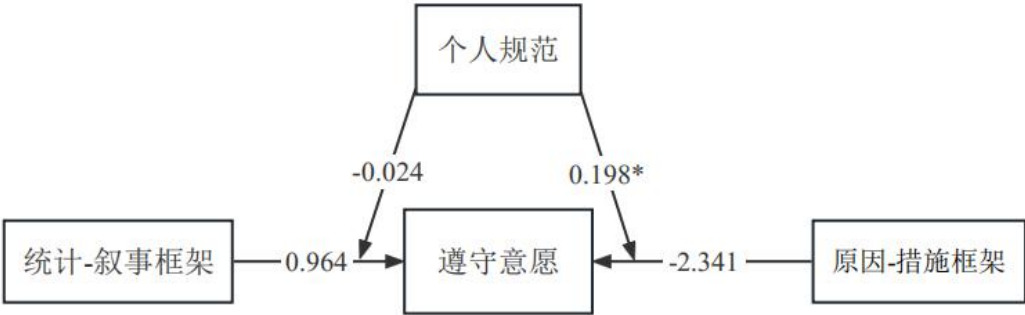 个人规范
-0.024
0.198*
统计-叙事框架
0.964
遵守意愿
-2.341
原因-措施框架